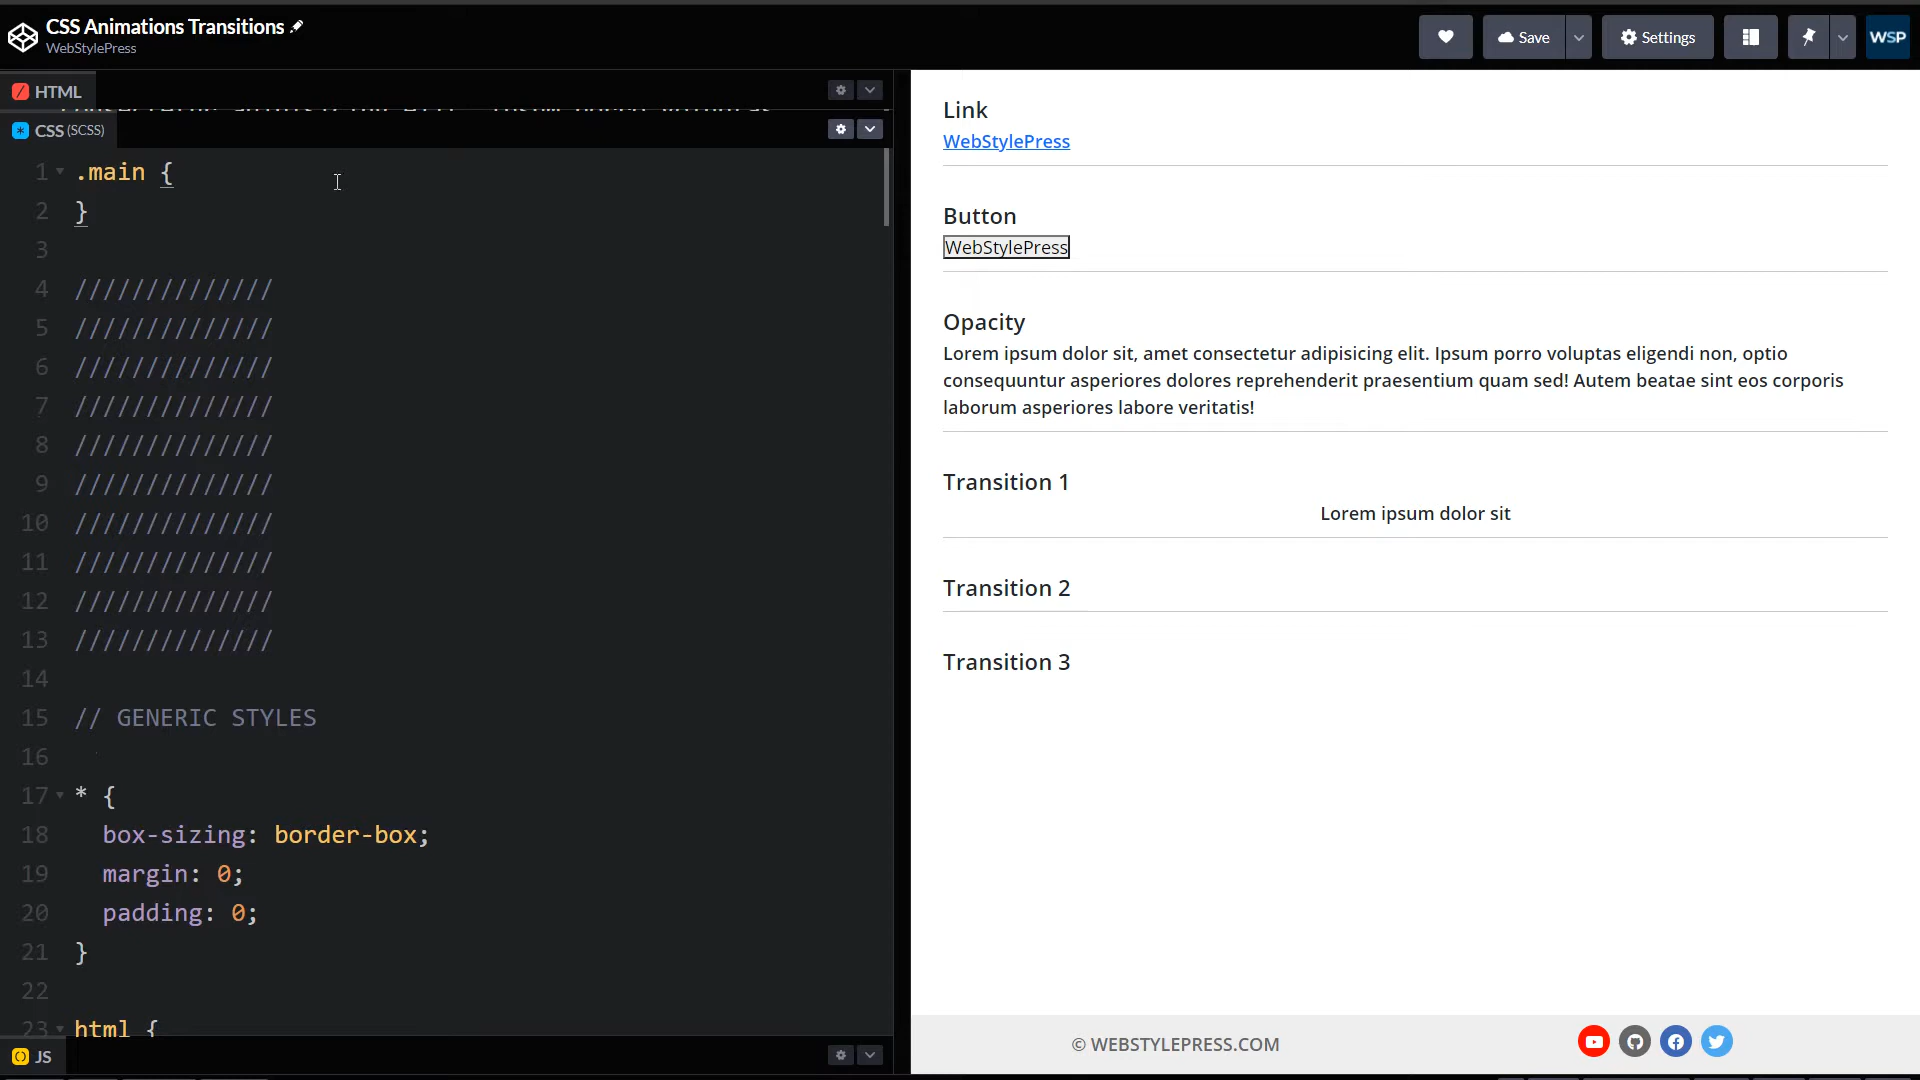 CSS Animations Transitions
WebStylePress
Save
Settings
WSP
HTML
CSS (SCSS)
1 .main {
2 }
3
4 //////////////
5 //////////////
6 //////////////
7 //////////////
8 //////////////
9 //////////////
10 //////////////
11 //////////////
12 //////////////
13 //////////////
14
15 // GENERIC STYLES
16
17 * {
18 box-sizing: border-box;
19 margin: 0;
20 padding: 0;
21 }
22
23 html {
JS
Link
WebStylePress
Button
WebStylePress
Opacity
Lorem ipsum dolor sit, amet consectetur adipisicing elit. Ipsum porro voluptas eligendi non, optio
consequuntur asperiores dolores reprehenderit praesentium quam sed! Autem beatae sint eos corporis
laborum asperiores labore veritatis!
Transition 1
Lorem ipsum dolor sit
Transition 2
Transition 3
© WEBSTYLEPRESS.COM